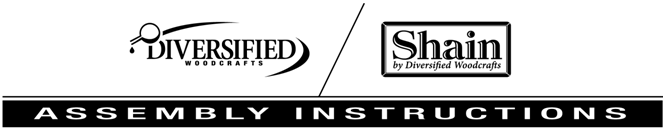 DIVERSIFIED
WOODCRAFTS
Shain
by Diversified Woodcrafts
ASSEMBLY INSTRUCTIONS